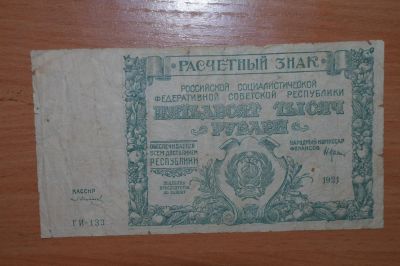 РАСЧЕТНЫЙ ЗНАК
РОССИЙСКОЙ СОЦИАЛИСТИЧЕСКОЙ
ФЕДЕРАТИВНОЙ СОВЕТСКОЙ РЕСПУБЛИКИ
ПЯТЬДЕСЯТ ТЫСЯЧ
РУБЛЕЙ
ОБЕСПЕЧИВАЕТСЯ
ВСЕМ ДОСТОЯНИЕМ
РЕСПУБЛИКИ
НАРОДНЫЙ КОМИССАР
ФИНАНСОВ
1921
КАССИР
ГИ-133